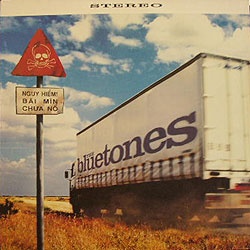 STEREO
NGUY HIỂM!
BÃI MÌN
CHƯA NỔ
the bluetones